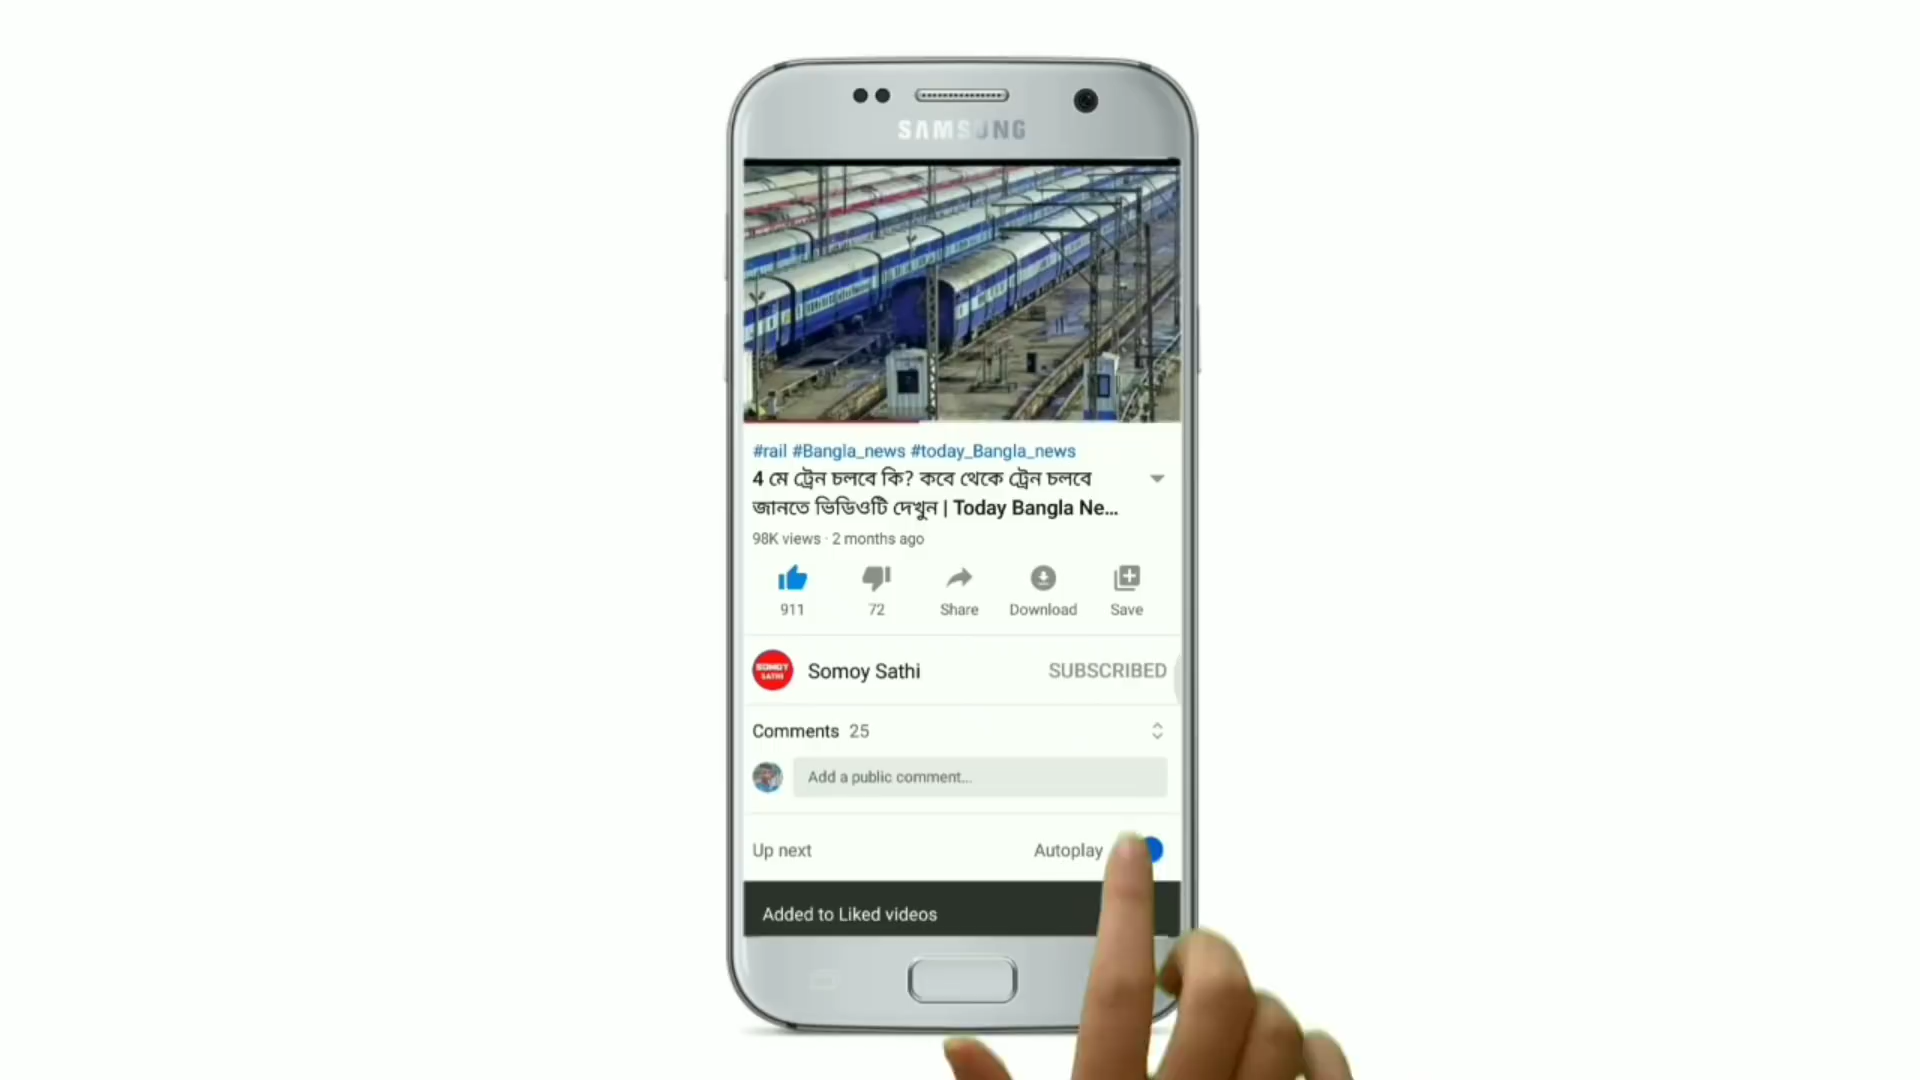 SAMSUNG
#rail #Bangla_news #today_Bangla_news
4 মে ট্রেন চলবে কি? কবে থেকে ট্রেন চলবে
জানতে ভিডিওটি দেখুন | Today Bangla Ne...
98K views · 2 months ago
911 72 Share Download Save
SOMOY
SATHI
Somoy Sathi SUBSCRIBED
Comments 25
Add a public comment...
Up next Autoplay
Added to Liked videos